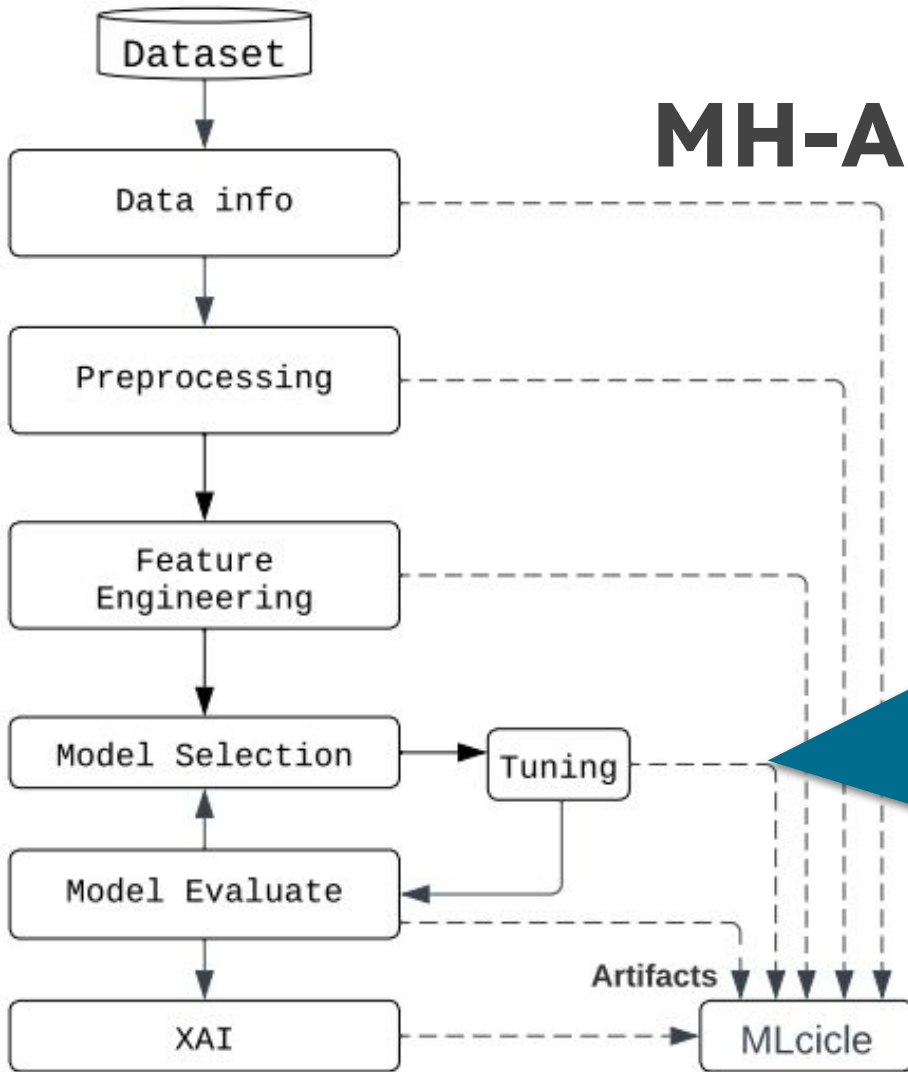 Dataset
MH-A
Data info
Preprocessing
Feature
Engineering
Model Selection
Tuning
Model Evaluate
Artifacts
XAI
MLcicle